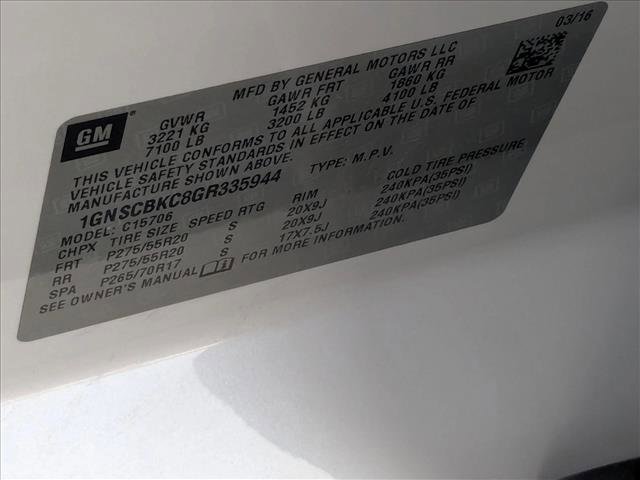 03/16
MFD BY GENERAL MOTORS LLC
GM
GVWR GAWR FRT GAWR RR
3221 KG 1452 KG 1860 KG
7100 LB 3200 LB 4100 LB
THIS VEHICLE CONFORMS TO ALL APPLICABLE U.S. FEDERAL MOTOR
VEHICLE SAFETY STANDARDS IN EFFECT ON THE DATE OF
MANUFACTURE SHOWN ABOVE.
1GNSCBKC8GR335944 TYPE: M.P.V.
MODEL: C15706
CHPX TIRE SIZE SPEED RTG RIM COLD TIRE PRESSURE
FRT P275/55R20 S 20X9J 240KPA(35PSI)
RR P275/55R20 S 20X9J 240KPA(35PSI)
SPA P265/70R17 S 17X7.5J 240KPA(35PSI)
SEE OWNER'S MANUAL FOR MORE INFORMATION.